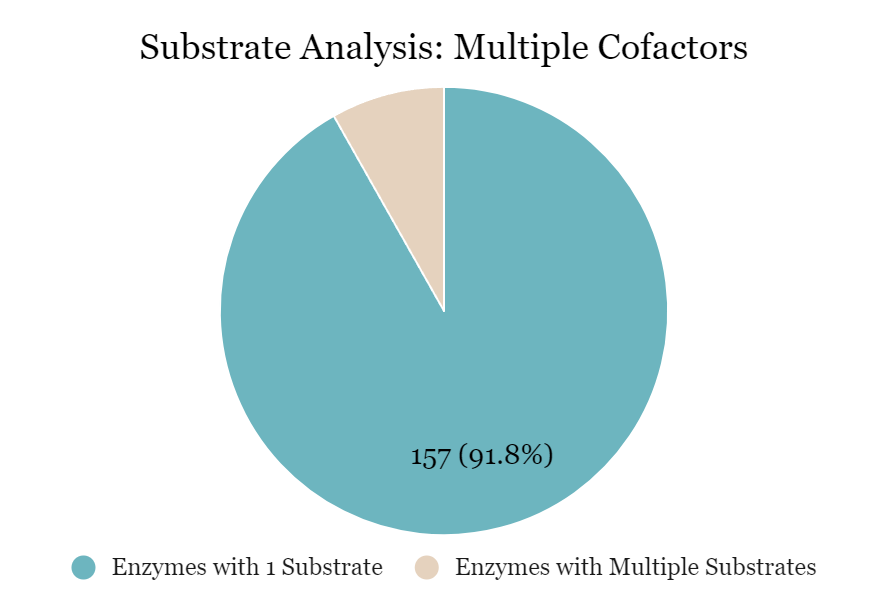 Substrate Analysis: Multiple Cofactors
157 (91.8%)
Enzymes with 1 Substrate
Enzymes with Multiple Substrates